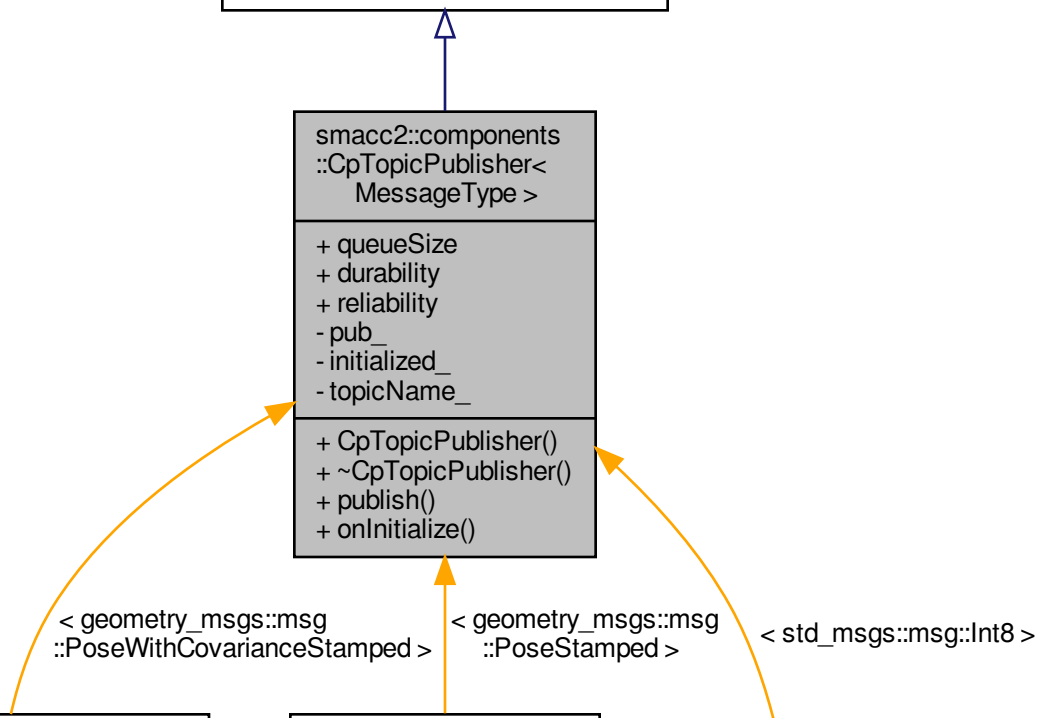 smacc2::components
::CpTopicPublisher<
MessageType >
+ queueSize
+ durability
+ reliability
- pub_
- initialized_
- topicName_
+ CpTopicPublisher()
+ ~CpTopicPublisher()
+ publish()
+ onInitialize()
< geometry_msgs::msg
::PoseWithCovarianceStamped >
< geometry_msgs::msg
::PoseStamped >
< std_msgs::msg::Int8 >